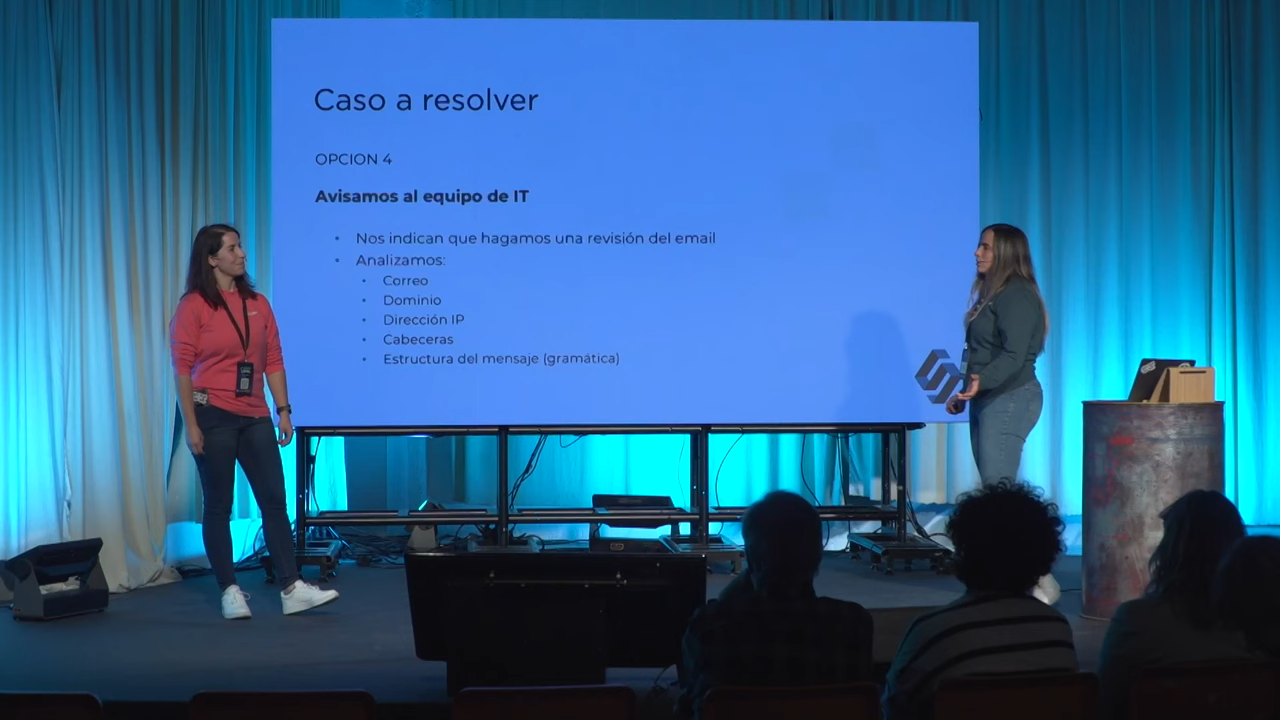 Caso a resolver
OPCION 4
Avisamos al equipo de IT
• Nos indican que hagamos una revisión del email
• Analizamos:
• Correo
• Dominio
• Dirección IP
• Cabeceras
• Estructura del mensaje (gramática)